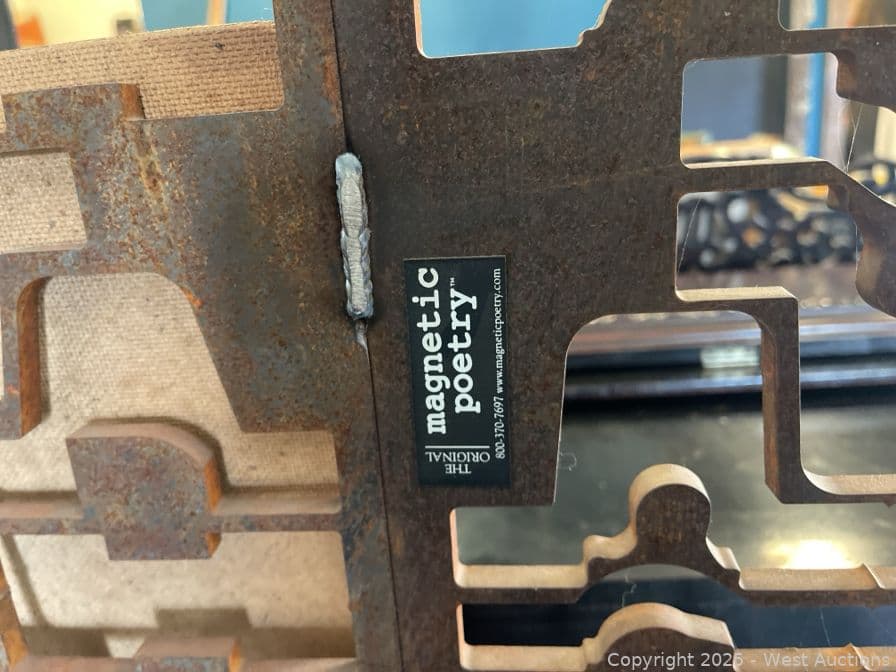 THE
ORIGINAL
magnetic
poetry™
800-370-7697 www.magneticpoetry.com
Copyright 2025 - West Auctions